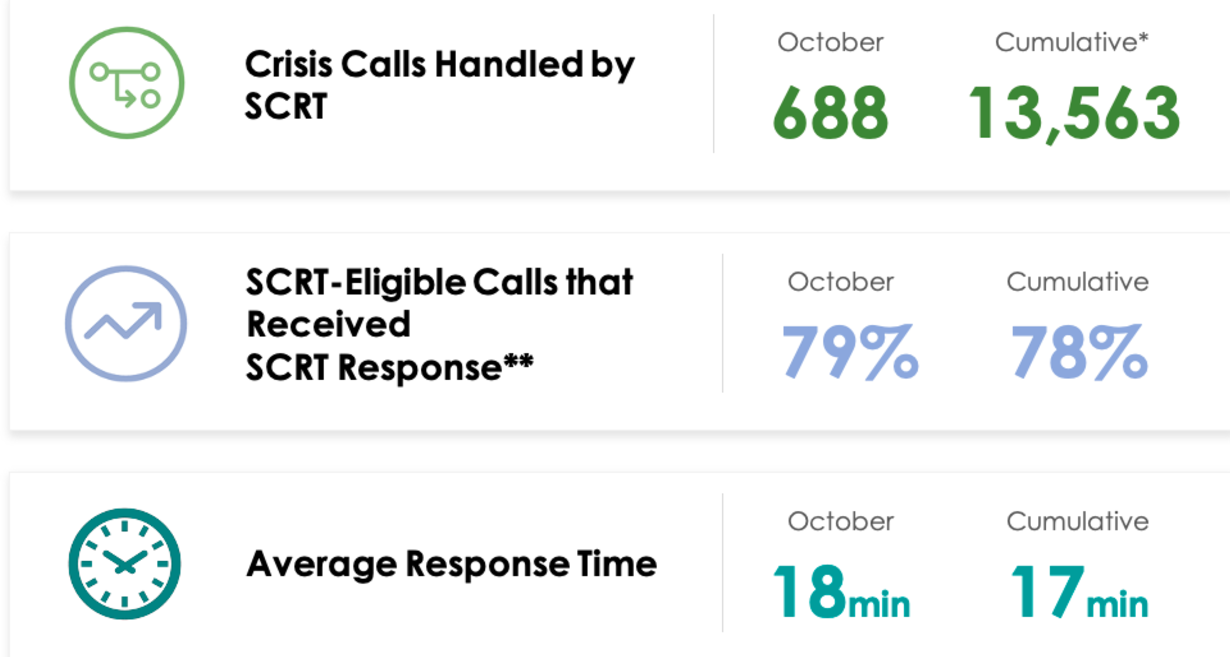 Crisis Calls Handled by
SCRT
October
688
Cumulative*
13,563
SCRT-Eligible Calls that
Received
SCRT Response**
October
79%
Cumulative
78%
Average Response Time
October
18min
Cumulative
17min